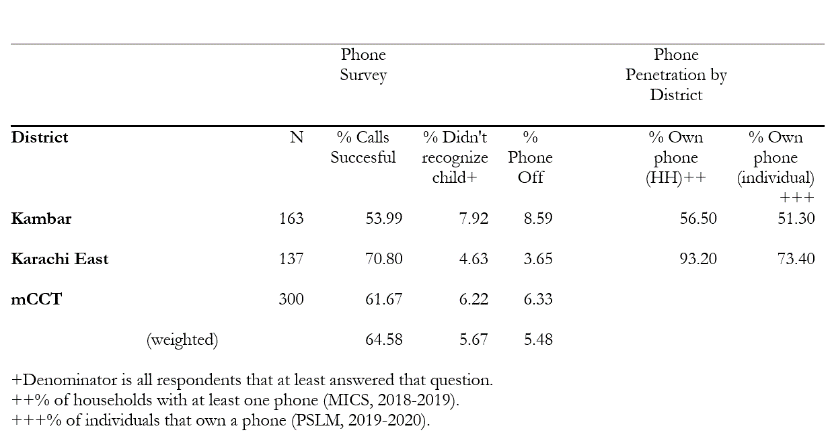 Phone Survey Phone Penetration by District
District N % Calls Succesful % Didn't recognize child+ % Phone Off % Own phone (HH)++ % Own phone (individual) +++
Kambar 163 53.99 7.92 8.59 56.50 51.30
Karachi East 137 70.80 4.63 3.65 93.20 73.40
mCCT 300 61.67 6.22 6.33
(weighted) 64.58 5.67 5.48
+Denominator is all respondents that at least answered that question.
++% of households with at least one phone (MICS, 2018-2019).
+++% of individuals that own a phone (PSLM, 2019-2020).